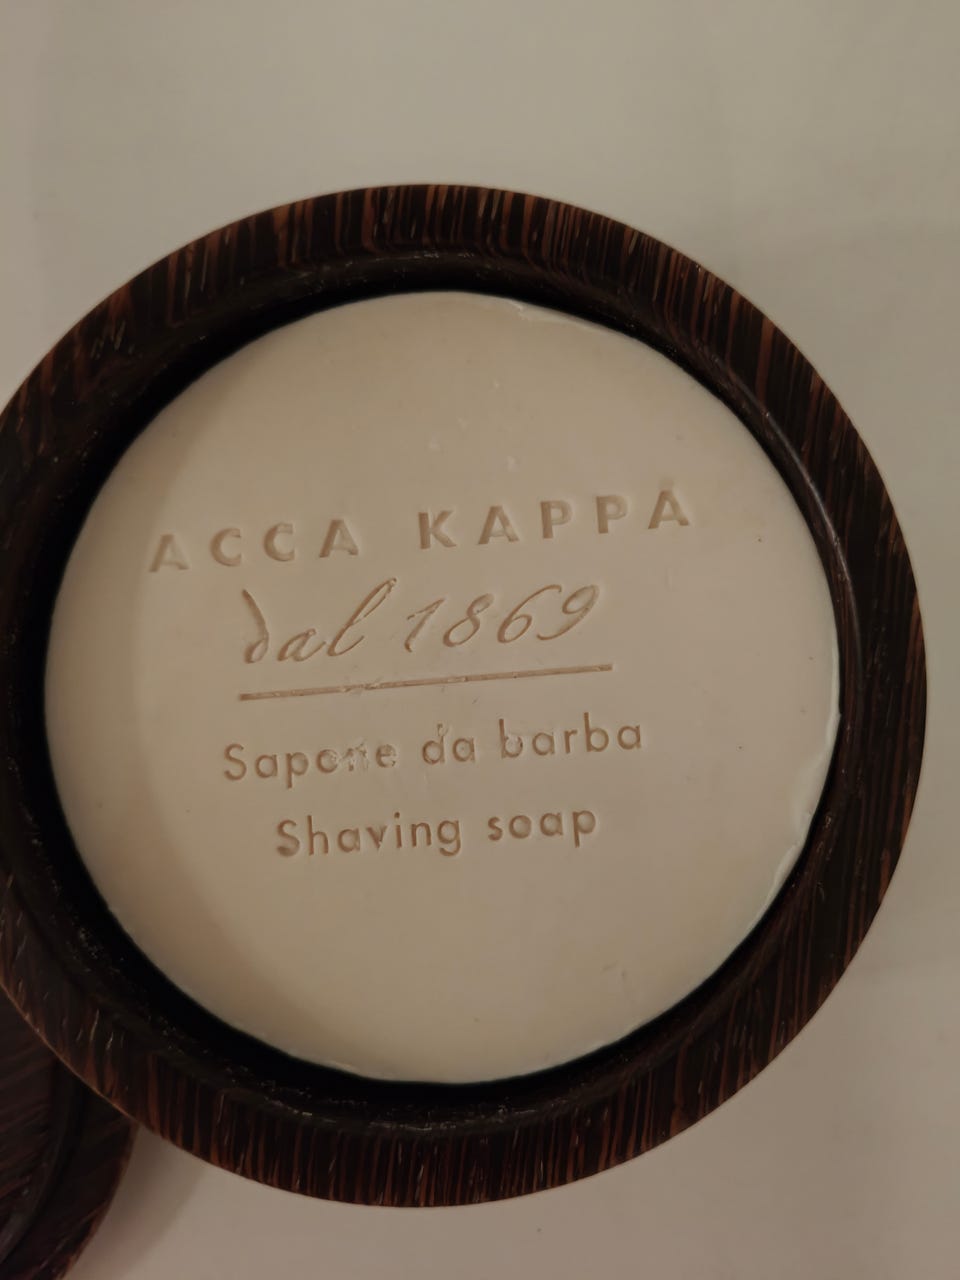 ACCA KAPPA
dal 1869
Sapone da barba
Shaving soap